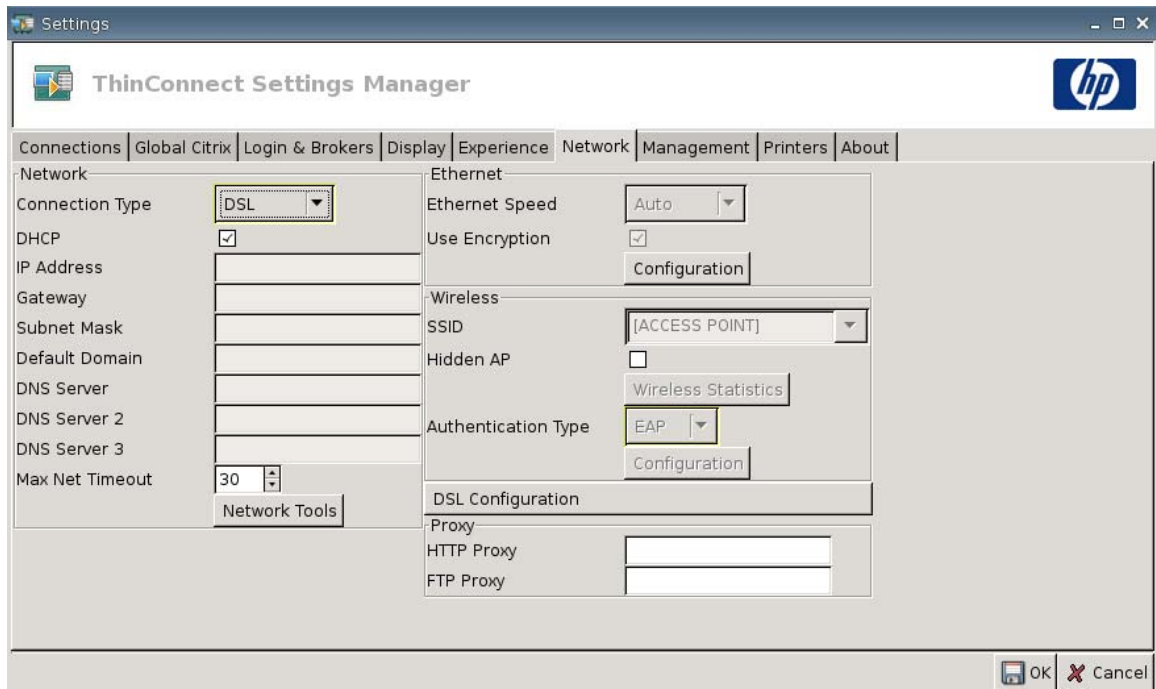 Settings
ThinConnect Settings Manager
hp
Connections Global Citrix Login & Brokers Display Experience Network Management Printers About
Network
Connection Type DSL
DHCP
IP Address
Gateway
Subnet Mask
Default Domain
DNS Server
DNS Server 2
DNS Server 3
Max Net Timeout 30
Network Tools
Ethernet
Ethernet Speed Auto
Use Encryption
Configuration
Wireless
SSID [ACCESS POINT]
Hidden AP
Wireless Statistics
Authentication Type EAP
Configuration
DSL Configuration
Proxy
HTTP Proxy
FTP Proxy
OK Cancel